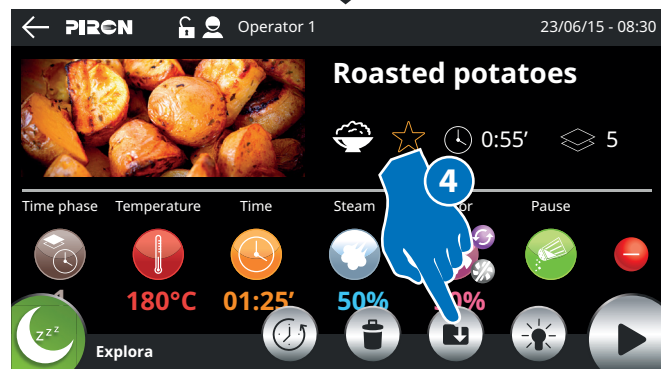 PIRON Operator 1 23/06/15 - 08:30
Roasted potatoes
0:55’ 5
4
Time phase Temperature Time Steam Pause
180°C 01:25’ 50%
zzz
Explora